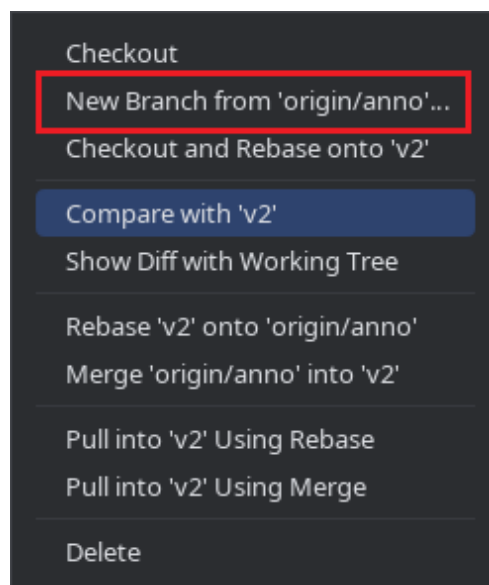 Checkout
New Branch from 'origin/anno'...
Checkout and Rebase onto 'v2'
Compare with 'v2'
Show Diff with Working Tree
Rebase 'v2' onto 'origin/anno'
Merge 'origin/anno' into 'v2'
Pull into 'v2' Using Rebase
Pull into 'v2' Using Merge
Delete